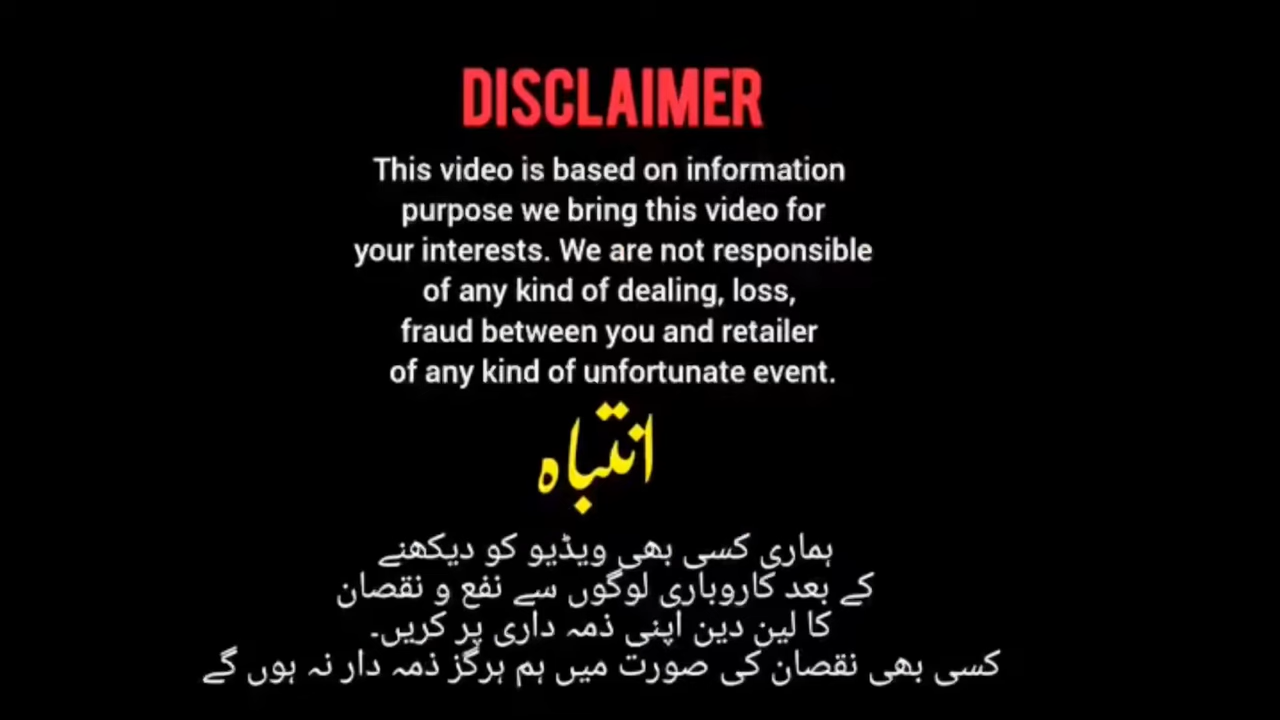 DISCLAIMER
This video is based on information
purpose we bring this video for
your interests. We are not responsible
of any kind of dealing, loss,
fraud between you and retailer
of any kind of unfortunate event.
انتباہ
ہماری کسی بھی ویڈیو کو دیکھنے
کے بعد کاروباری لوگوں سے نفع و نقصان
کا لین دین اپنی ذمہ داری پر کریں۔
کسی بھی نقصان کی صورت میں ہم ہرگز ذمہ دار نہ ہوں گے